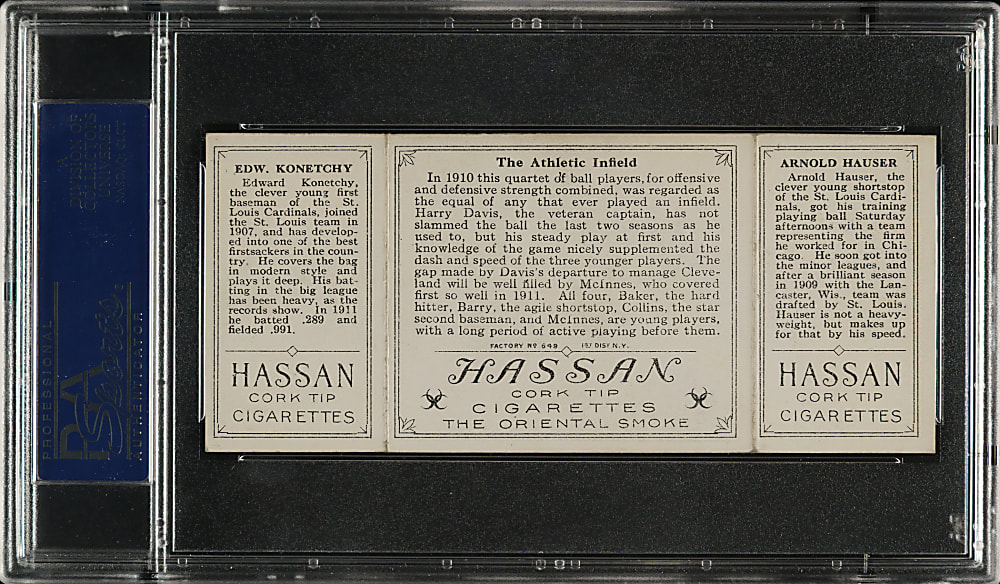 EDW. KONETCHY
Edward Konetchy,
the clever young first
baseman of the St.
Louis Cardinals, joined
the St. Louis team in
1907, and has develop-
ed into one of the best
firstsackers in the coun-
try. He covers the bag
in modern style and
plays it deep. His bat-
ting in the big league
has been heavy, as the
records show. In 1911
he batted .289 and
fielded .991.
HASSAN
CORK TIP
CIGARETTES
The Athletic Infield
In 1910 this quartet of ball players, for offensive
and defensive strength combined, was regarded as
the equal of any that ever played an infield.
Harry Davis, the veteran captain, has not
slammed the ball the last two seasons as he
used to, but his steady play at first and his
knowledge of the game nicely supplemented the
dash and speed of the three younger players. The
gap made by Davis's departure to manage Cleve-
land will be well filled by McInnes, who covered
first so well in 1911. All four, Baker, the hard
hitter, Barry, the agile shortstop, Collins, the star
second baseman, and McInnes, are young players,
with a long period of active playing before them.
FACTORY Nº 649 1ST DIST N.Y.
HASSAN
CORK TIP
CIGARETTES
THE ORIENTAL SMOKE
ARNOLD HAUSER
Arnold Hauser, the
clever young shortstop
of the St. Louis Cardi-
nals, got his training
playing ball Saturday
afternoons with a team
representing the firm
he worked for in Chi-
cago. He soon got into
the minor leagues, and
after a brilliant season
in 1909 with the Lan-
caster, Wis., team was
drafted by St. Louis.
Hauser is not a heavy-
weight, but makes up
for that by his speed.
HASSAN
CORK TIP
CIGARETTES
A
DIVISION OF
COLLECTORS
UNIVERSE
NASDAQ: CLCT
PROFESSIONAL
PSA
Sports
AUTHENTICATOR